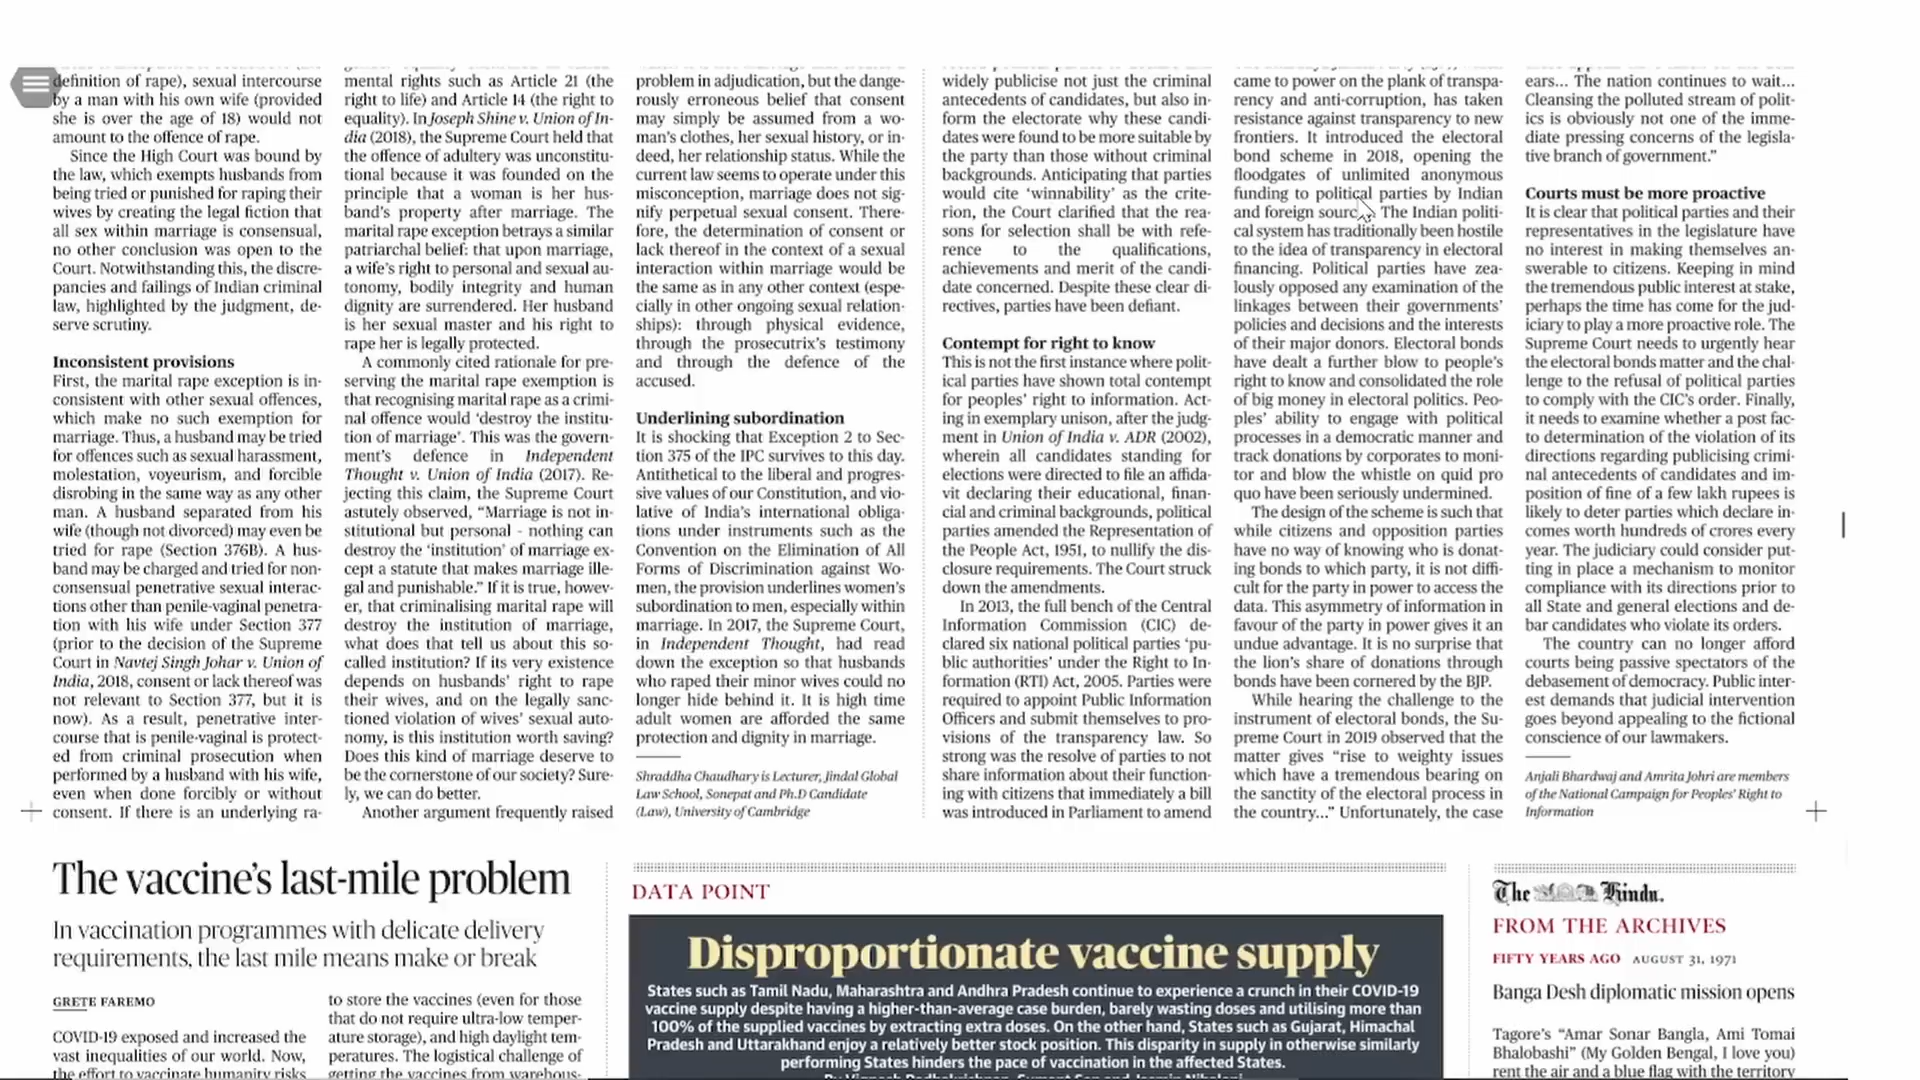 definition of rape), sexual intercourse
by a man with his own wife (provided
she is over the age of 18) would not
amount to the offence of rape.
Since the High Court was bound by
the law, which exempts husbands from
being tried or punished for raping their
wives by creating the legal fiction that
all sex within marriage is consensual,
no other conclusion was open to the
Court. Notwithstanding this, the discre-
pancies and failings of Indian criminal
law, highlighted by the judgment, de-
serve scrutiny.
Inconsistent provisions
First, the marital rape exception is in-
consistent with other sexual offences,
which make no such exemption for
marriage. Thus, a husband may be tried
for offences such as sexual harassment,
molestation, voyeurism, and forcible
disrobing in the same way as any other
man. A husband separated from his
wife (though not divorced) may even be
tried for rape (Section 376B). A hus-
band may be charged and tried for non-
consensual penetrative sexual interac-
tions other than penile-vaginal penetra-
tion with his wife under Section 377
(prior to the decision of the Supreme
Court in Navtej Singh Johar v. Union of
India, 2018, consent or lack thereof was
not relevant to Section 377, but it is
now). As a result, penetrative inter-
course that is penile-vaginal is protect-
ed from criminal prosecution when
performed by a husband with his wife,
even when done forcibly or without
consent. If there is an underlying ra-
mental rights such as Article 21 (the
right to life) and Article 14 (the right to
equality). In Joseph Shine v. Union of In-
dia (2018), the Supreme Court held that
the offence of adultery was unconstitu-
tional because it was founded on the
principle that a woman is her hus-
band's property after marriage. The
marital rape exception betrays a similar
patriarchal belief: that upon marriage,
a wife's right to personal and sexual au-
tonomy, bodily integrity and human
dignity are surrendered. Her husband
is her sexual master and his right to
rape her is legally protected.
A commonly cited rationale for pre-
serving the marital rape exemption is
that recognising marital rape as a crimi-
nal offence would ‘destroy the institu-
tion of marriage’. This was the govern-
ment's defence in Independent
Thought v. Union of India (2017). Re-
jecting this claim, the Supreme Court
astutely observed, “Marriage is not in-
stitutional but personal - nothing can
destroy the ‘institution’ of marriage ex-
cept a statute that makes marriage ille-
gal and punishable.” If it is true, howev-
er, that criminalising marital rape will
destroy the institution of marriage,
what does that tell us about this so-
called institution? If its very existence
depends on husbands' right to rape
their wives, and on the legally sanc-
tioned violation of wives' sexual auto-
nomy, is this institution worth saving?
Does this kind of marriage deserve to
be the cornerstone of our society? Sure-
ly, we can do better.
Another argument frequently raised
problem in adjudication, but the dange-
rously erroneous belief that consent
may simply be assumed from a wo-
man's clothes, her sexual history, or in-
deed, her relationship status. While the
current law seems to operate under this
misconception, marriage does not sig-
nify perpetual sexual consent. There-
fore, the determination of consent or
lack thereof in the context of a sexual
interaction within marriage would be
the same as in any other context (espe-
cially in other ongoing sexual relation-
ships): through physical evidence,
through the prosecutrix's testimony
and through the defence of the
accused.
Underlining subordination
It is shocking that Exception 2 to Sec-
tion 375 of the IPC survives to this day.
Antithetical to the liberal and progres-
sive values of our Constitution, and vio-
lative of India's international obliga-
tions under instruments such as the
Convention on the Elimination of All
Forms of Discrimination against Wo-
men, the provision underlines women's
subordination to men, especially within
marriage. In 2017, the Supreme Court,
in Independent Thought, had read
down the exception so that husbands
who raped their minor wives could no
longer hide behind it. It is high time
adult women are afforded the same
protection and dignity in marriage.
Shraddha Chaudhary is Lecturer, Jindal Global
Law School, Sonepat and Ph.D Candidate
(Law), University of Cambridge
widely publicise not just the criminal
antecedents of candidates, but also in-
form the electorate why these candi-
dates were found to be more suitable by
the party than those without criminal
backgrounds. Anticipating that parties
would cite ‘winnability’ as the crite-
rion, the Court clarified that the rea-
sons for selection shall be with refe-
rence to the qualifications,
achievements and merit of the candi-
date concerned. Despite these clear di-
rectives, parties have been defiant.
Contempt for right to know
This is not the first instance where polit-
ical parties have shown total contempt
for peoples' right to information. Act-
ing in exemplary unison, after the judg-
ment in Union of India v. ADR (2002),
wherein all candidates standing for
elections were directed to file an affida-
vit declaring their educational, finan-
cial and criminal backgrounds, political
parties amended the Representation of
the People Act, 1951, to nullify the dis-
closure requirements. The Court struck
down the amendments.
In 2013, the full bench of the Central
Information Commission (CIC) de-
clared six national political parties ‘pu-
blic authorities’ under the Right to In-
formation (RTI) Act, 2005. Parties were
required to appoint Public Information
Officers and submit themselves to pro-
visions of the transparency law. So
strong was the resolve of parties to not
share information about their function-
ing with citizens that immediately a bill
was introduced in Parliament to amend
came to power on the plank of transpa-
rency and anti-corruption, has taken
resistance against transparency to new
frontiers. It introduced the electoral
bond scheme in 2018, opening the
floodgates of unlimited anonymous
funding to political parties by Indian
and foreign The Indian politi-
cal system has traditionally been hostile
to the idea of transparency in electoral
financing. Political parties have zea-
lously opposed any examination of the
linkages between their governments'
policies and decisions and the interests
of their major donors. Electoral bonds
have dealt a further blow to people's
right to know and consolidated the role
of big money in electoral politics. Peo-
ples' ability to engage with political
processes in a democratic manner and
track donations by corporates to moni-
tor and blow the whistle on quid pro
quo have been seriously undermined.
The design of the scheme is such that
while citizens and opposition parties
have no way of knowing who is donat-
ing bonds to which party, it is not diffi-
cult for the party in power to access the
data. This asymmetry of information in
favour of the party in power gives it an
undue advantage. It is no surprise that
the lion's share of donations through
bonds have been cornered by the BJP.
While hearing the challenge to the
instrument of electoral bonds, the Su-
preme Court in 2019 observed that the
matter gives “rise to weighty issues
which have a tremendous bearing on
the sanctity of the electoral process in
the country...” Unfortunately, the case
ears... The nation continues to wait...
Cleansing the polluted stream of polit-
ics is obviously not one of the imme-
diate pressing concerns of the legisla-
tive branch of government.”
Courts must be more proactive
It is clear that political parties and their
representatives in the legislature have
no interest in making themselves an-
swerable to citizens. Keeping in mind
the tremendous public interest at stake,
perhaps the time has come for the jud-
iciary to play a more proactive role. The
Supreme Court needs to urgently hear
the electoral bonds matter and the chal-
lenge to the refusal of political parties
to comply with the CIC's order. Finally,
it needs to examine whether a post fac-
to determination of the violation of its
directions regarding publicising crimi-
nal antecedents of candidates and im-
position of fine of a few lakh rupees is
likely to deter parties which declare in-
comes worth hundreds of crores every
year. The judiciary could consider put-
ting in place a mechanism to monitor
compliance with its directions prior to
all State and general elections and de-
bar candidates who violate its orders.
The country can no longer afford
courts being passive spectators of the
debasement of democracy. Public inter-
est demands that judicial intervention
goes beyond appealing to the fictional
conscience of our lawmakers.
Anjali Bhardwaj and Amrita Johri are members
of the National Campaign for Peoples' Right to
Information
The vaccine's last-mile problem
In vaccination programmes with delicate delivery
requirements, the last mile means make or break
GRETE FAREMO
COVID-19 exposed and increased the
vast inequalities of our world. Now,
the effort to vaccinate humanity risks
to store the vaccines (even for those
that do not require ultra-low temper-
ature storage), and high daylight tem-
peratures. The logistical challenge of
getting the vaccines from warehous-
DATA POINT
Disproportionate vaccine supply
States such as Tamil Nadu, Maharashtra and Andhra Pradesh continue to experience a crunch in their COVID-19
vaccine supply despite having a higher-than-average case burden, barely wasting doses and utilising more than
100% of the supplied vaccines by extracting extra doses. On the other hand, States such as Gujarat, Himachal
Pradesh and Uttarakhand enjoy a relatively better stock position. This disparity in supply in otherwise similarly
performing States hinders the pace of vaccination in the affected States.
The Hindu.
FROM THE ARCHIVES
FIFTY YEARS AGO AUGUST 31, 1971
Banga Desh diplomatic mission opens
Tagore's “Amar Sonar Bangla, Ami Tomai
Bhalobashi” (My Golden Bengal, I love you)
rent the air and a blue flag with the territory